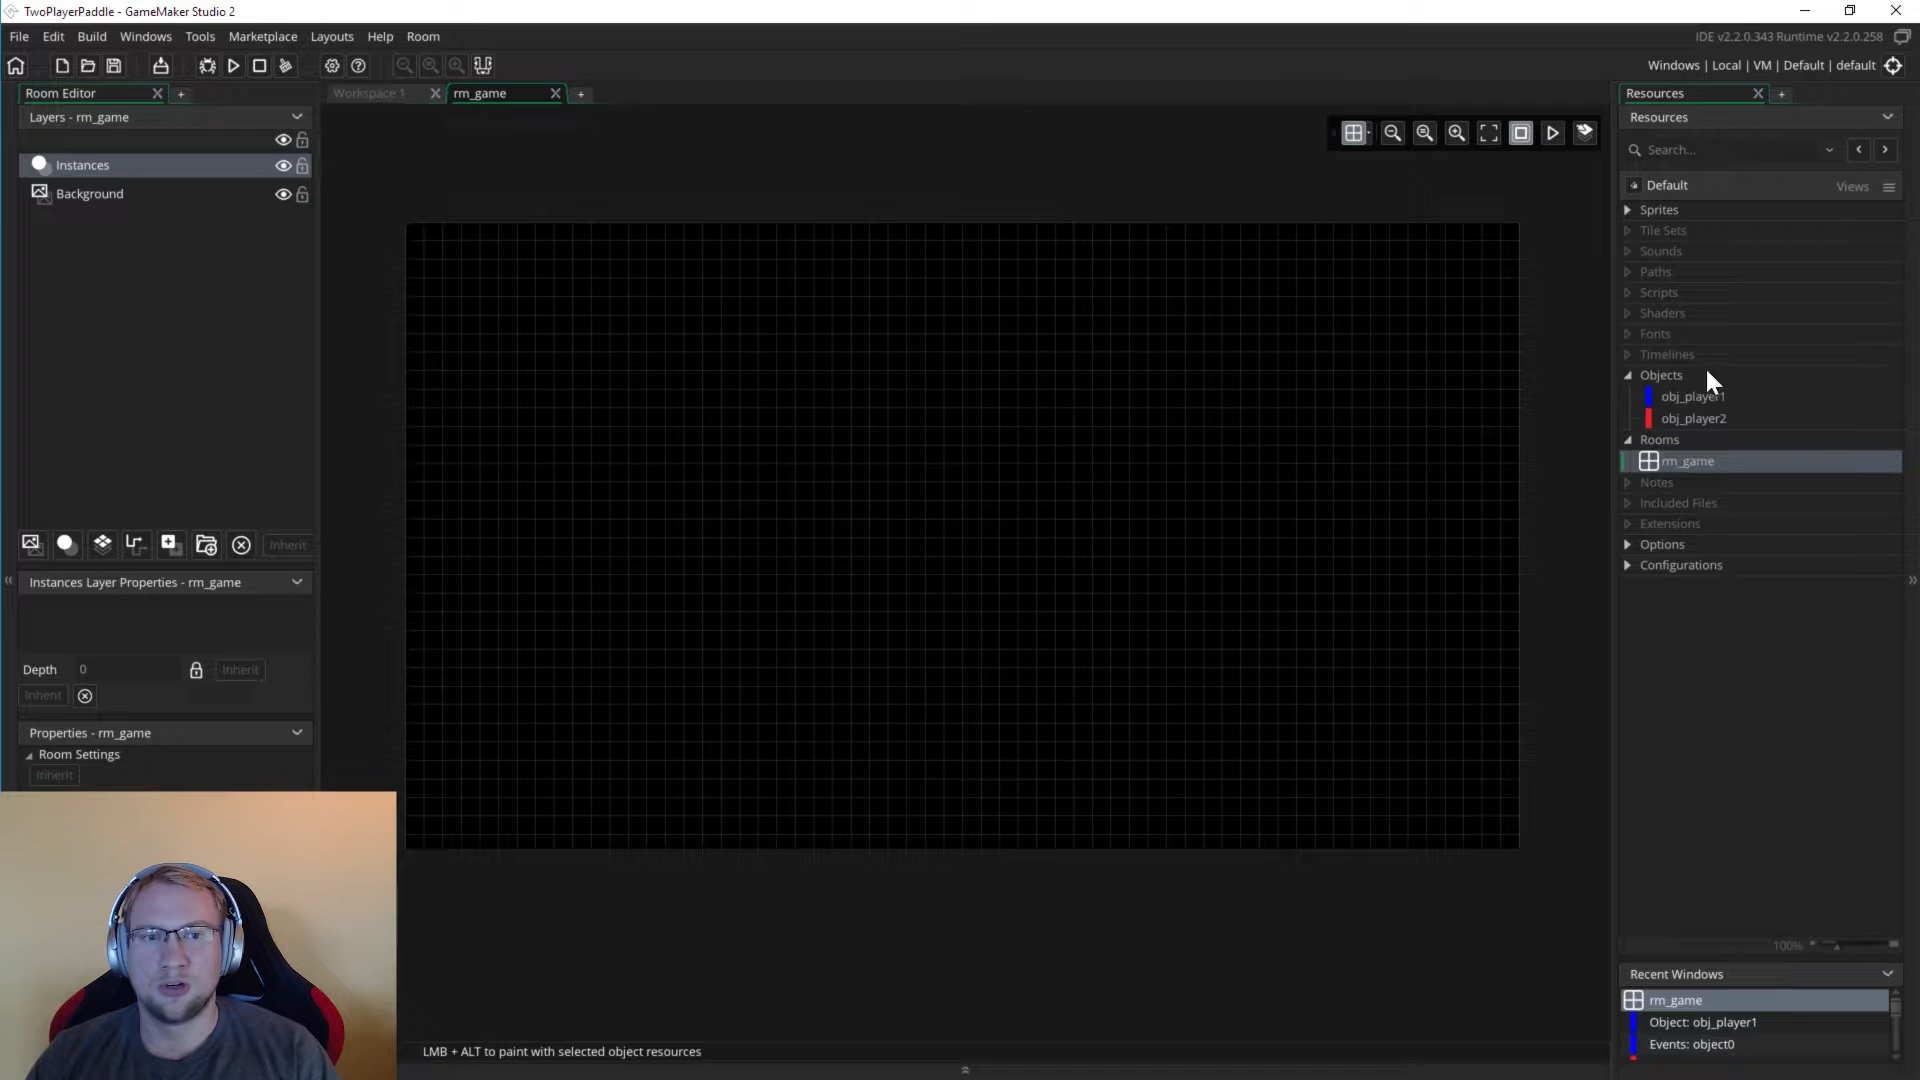 TwoPlayerPaddle - GameMaker Studio 2
File Edit Build Windows Tools Marketplace Layouts Help Room
IDE v2.2.0.343 Runtime v2.2.0.258
Windows | Local | VM | Default | default
Room Editor
Layers - rm_game
Instances
Background
Inherit
Instances Layer Properties - rm_game
Depth 0 Inherit
Inherit
Properties - rm_game
Room Settings
Inherit
Workspace 1 rm_game
LMB + ALT to paint with selected object resources
Resources
Resources
Search...
Default Views
Sprites
Tile Sets
Sounds
Paths
Scripts
Shaders
Fonts
Timelines
Objects
obj_player1
obj_player2
Rooms
rm_game
Notes
Included Files
Extensions
Options
Configurations
100%
Recent Windows
rm_game
Object: obj_player1
Events: object0